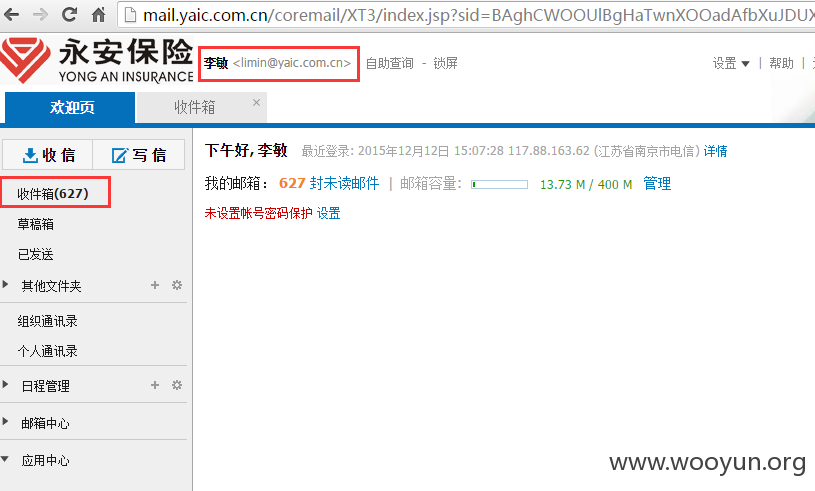 mail.yaic.com.cn/coremail/XT3/index.jsp?sid=BAghCWOOUlBgHaTwnXOOadAfbXuJDUX
永安保险
YONG AN INSURANCE
李敏 <limin@yaic.com.cn> 自助查询 - 锁屏 设置 | 帮助 |
欢迎页 收件箱
收信 写信
下午好,李敏 最近登录: 2015年12月12日 15:07:28 117.88.163.62 (江苏省南京市电信) 详情
我的邮箱: 627 封未读邮件 | 邮箱容量: 13.73 M / 400 M 管理
未设置帐号密码保护 设置
收件箱(627)
草稿箱
已发送
其他文件夹
组织通讯录
个人通讯录
日程管理
邮箱中心
应用中心
www.wooyun.org